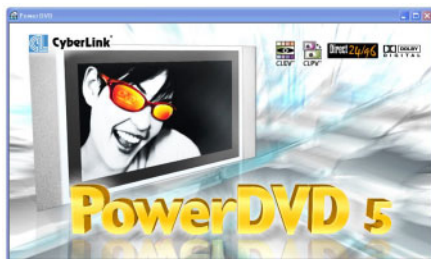 PowerDVD
CyberLink
CLEV
CLPV
Direct 24/96
DOLBY
DIGITAL
PowerDVD 5